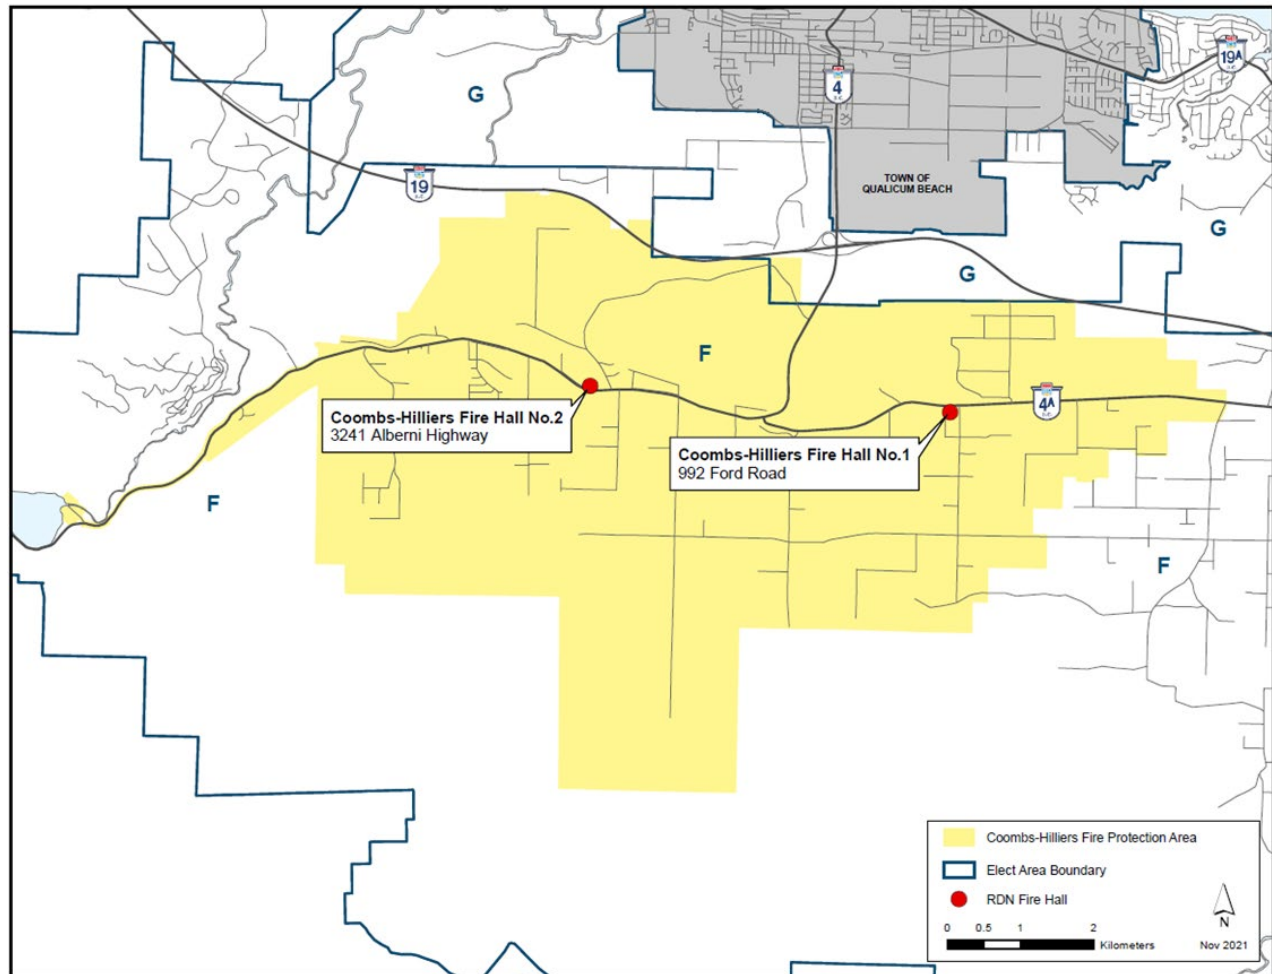 G
4
19A
19
TOWN OF
QUALICUM BEACH
G
G
F
Coombs-Hilliers Fire Hall No.2
3241 Alberni Highway
4A
Coombs-Hilliers Fire Hall No.1
992 Ford Road
F
F
Coombs-Hilliers Fire Protection Area
Elect Area Boundary
RDN Fire Hall
N
0 0.5 1 2
Kilometers
Nov 2021